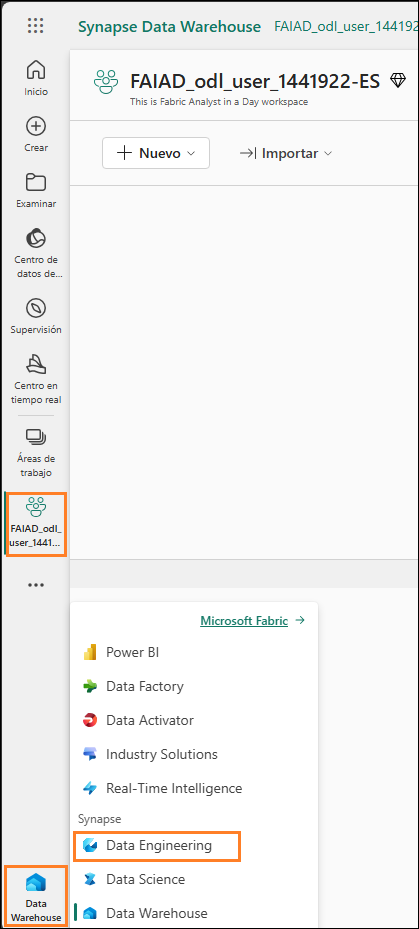 Synapse Data Warehouse FAIAD_odl_user_144192
FAIAD_odl_user_1441922-ES
This is Fabric Analyst in a Day workspace
Nuevo
Importar
Inicio
Crear
Examinar
Centro de
datos de...
Supervisión
Centro en
tiempo real
Áreas de
trabajo
FAIAD_odl_
user_1441...
Microsoft Fabric
Power BI
Data Factory
Data Activator
Industry Solutions
Real-Time Intelligence
Synapse
Data Engineering
Data Science
Data Warehouse
Data
Warehouse